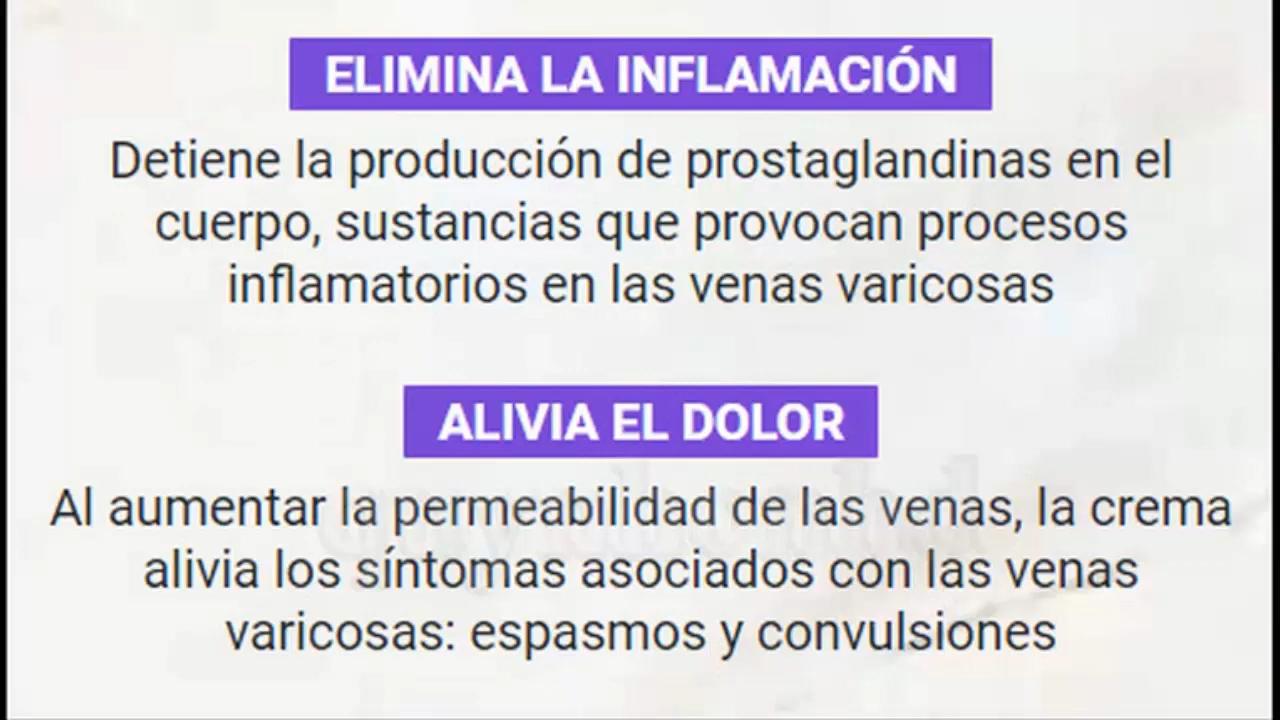 ELIMINA LA INFLAMACIÓN
Detiene la producción de prostaglandinas en el
cuerpo, sustancias que provocan procesos
inflamatorios en las venas varicosas
ALIVIA EL DOLOR
Al aumentar la permeabilidad de las venas, la crema
alivia los síntomas asociados con las venas
varicosas: espasmos y convulsiones